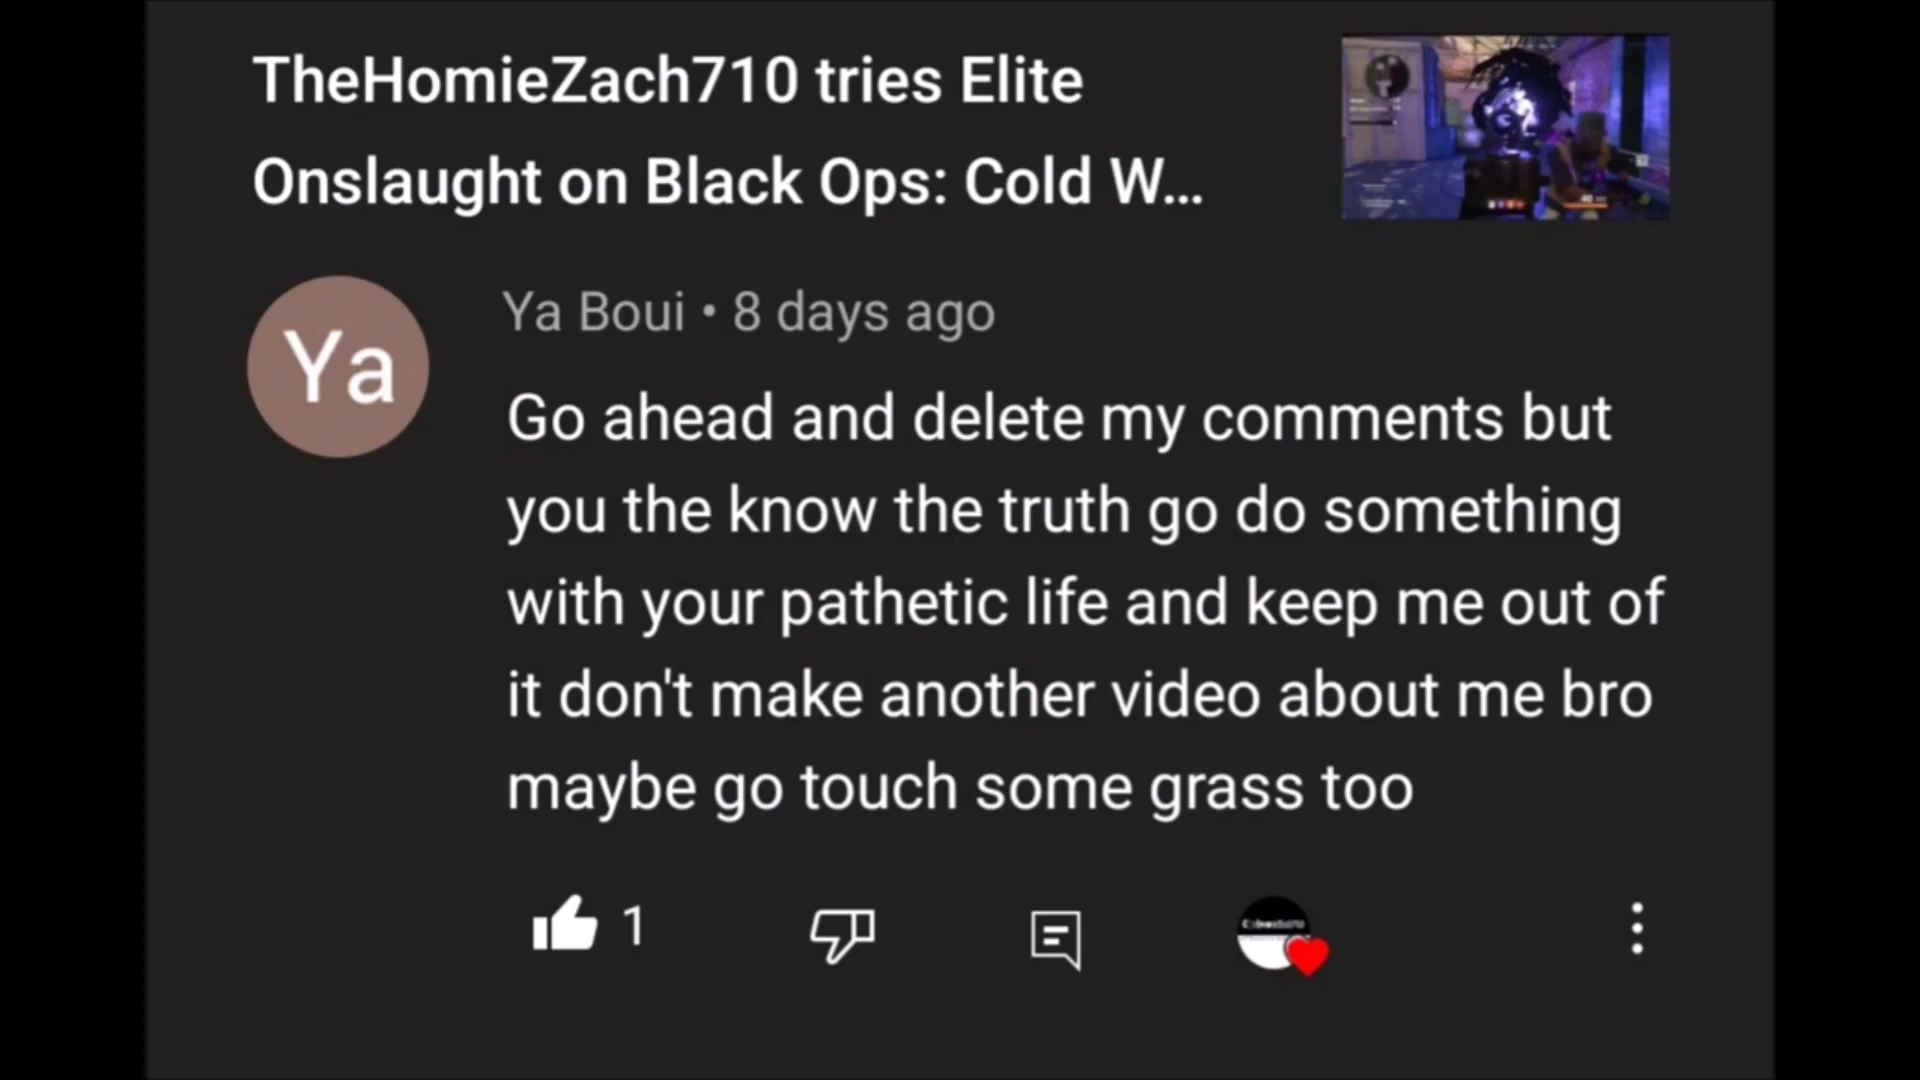 TheHomieZach710 tries Elite
Onslaught on Black Ops: Cold W...
Ya
Ya Boui • 8 days ago
Go ahead and delete my comments but
you the know the truth go do something
with your pathetic life and keep me out of
it don't make another video about me bro
maybe go touch some grass too
1